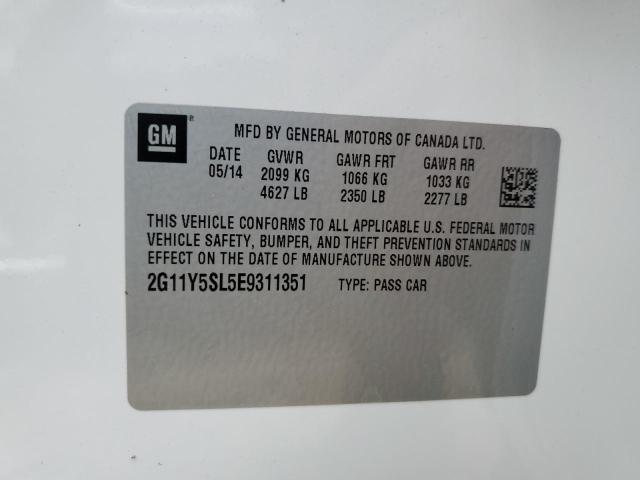 GM
MFD BY GENERAL MOTORS OF CANADA LTD.
DATE GVWR GAWR FRT GAWR RR
05/14 2099 KG 1066 KG 1033 KG
4627 LB 2350 LB 2277 LB
THIS VEHICLE CONFORMS TO ALL APPLICABLE U.S. FEDERAL MOTOR
VEHICLE SAFETY, BUMPER, AND THEFT PREVENTION STANDARDS IN
EFFECT ON THE DATE OF MANUFACTURE SHOWN ABOVE.
2G11Y5SL5E9311351 TYPE: PASS CAR